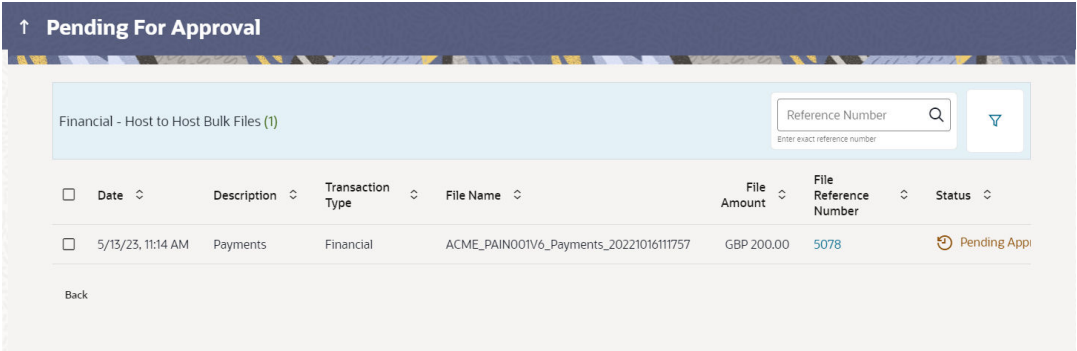 Pending For Approval
Financial - Host to Host Bulk Files (1)
Reference Number
Enter exact reference number
Date
Description
Transaction
Type
File Name
File
Amount
File
Reference
Number
Status
5/13/23, 11:14 AM Payments Financial ACME_PAIN001V6_Payments_20221016111757 GBP 200.00 5078 Pending Appr
Back